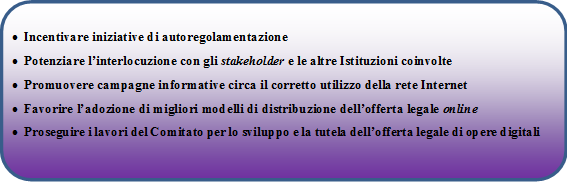 • Incentivare iniziative di autoregolamentazione
• Potenziare l'interlocuzione con gli stakeholder e le altre Istituzioni coinvolte
• Promuovere campagne informative circa il corretto utilizzo della rete Internet
• Favorire l'adozione di migliori modelli di distribuzione dell'offerta legale online
• Proseguire i lavori del Comitato per lo sviluppo e la tutela dell'offerta legale di opere digitali